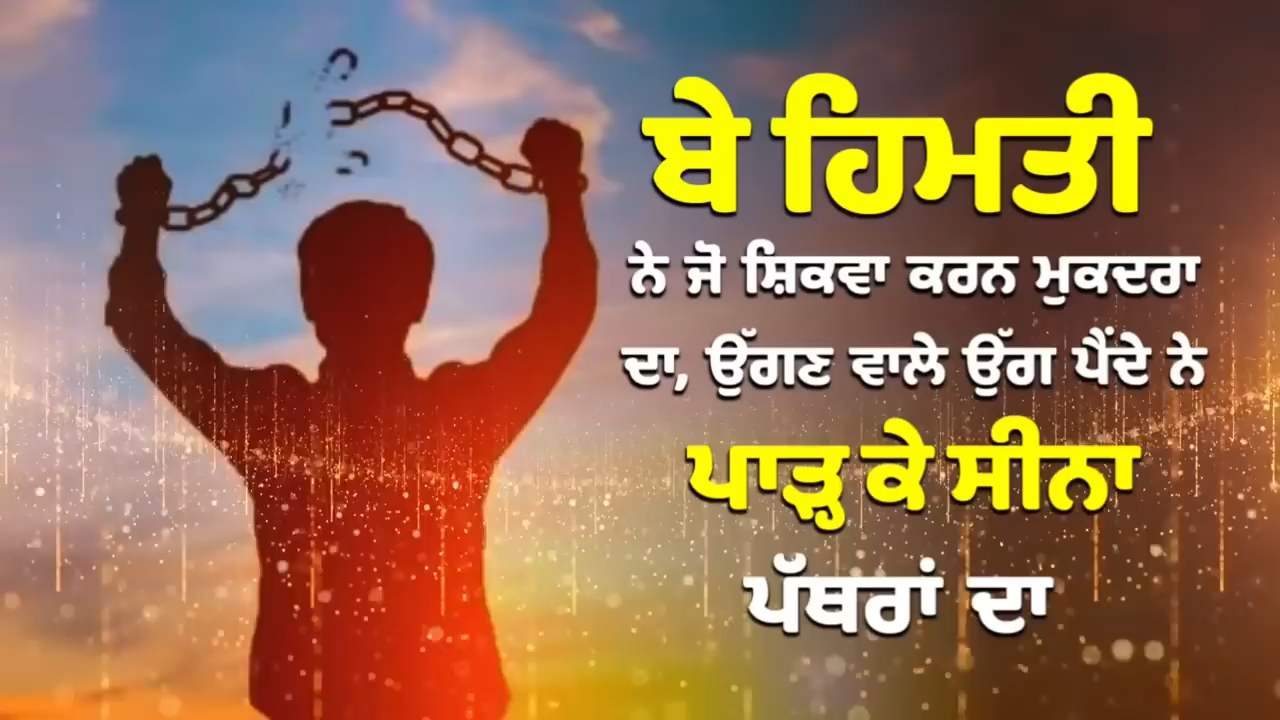 ਬੇ ਹਿਮਤੀ
ਨੇ ਜੋ ਸ਼ਿਕਵਾ ਕਰਨ ਮੁਕਦਰਾ
ਦਾ, ਉੱਗਣ ਵਾਲੇ ਉੱਗ ਪੈਂਦੇ ਨੇ
ਪਾੜ੍ਹ ਕੇ ਸੀਨਾ
ਪੱਥਰਾਂ ਦਾ